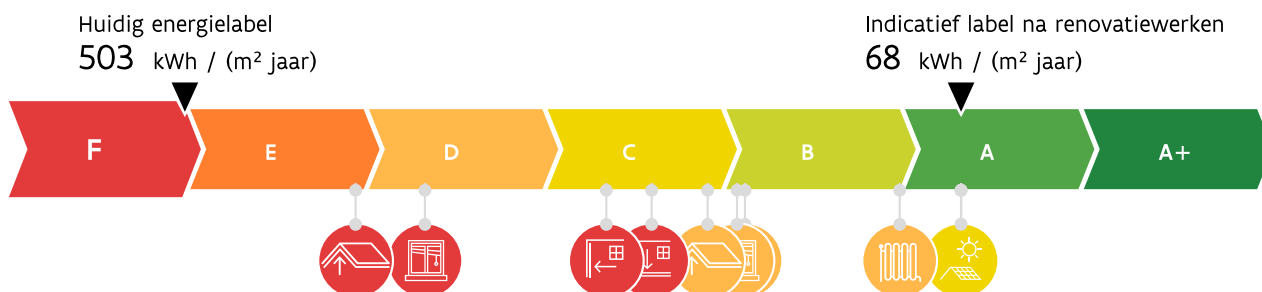 Huidig energielabel
503 kWh / (m² jaar)
Indicatief label na renovatiewerken
68 kWh / (m² jaar)
F E D C B A A+